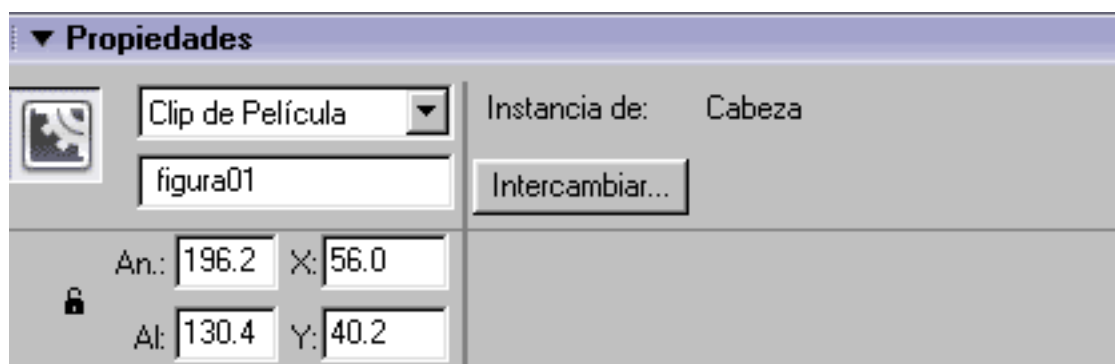 Propiedades
Clip de Película Instancia de: Cabeza
figura01 Intercambiar...
An.: 196.2 X: 56.0
Al: 130.4 Y: 40.2